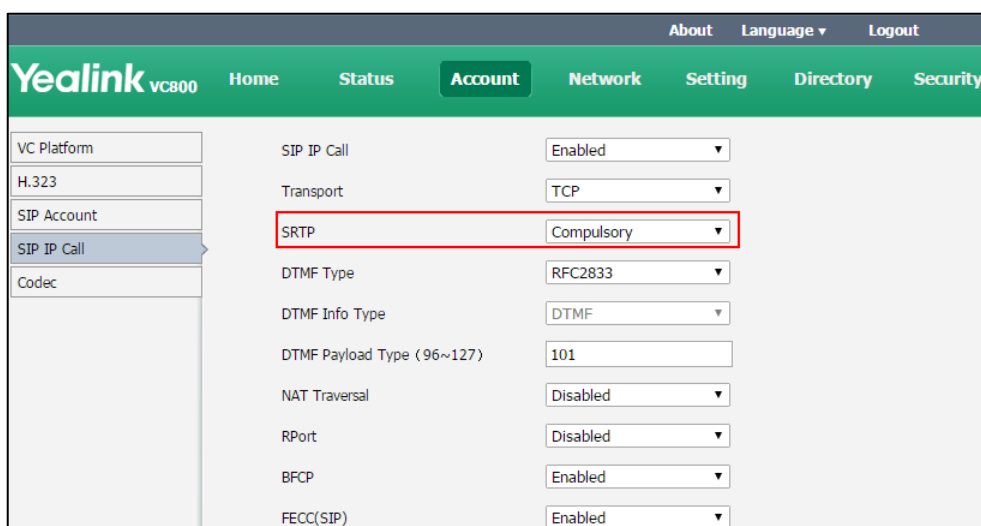 About Language ▾ Logout
Yealink VC800 Home Status Account Network Setting Directory Security
VC Platform
H.323
SIP Account
SIP IP Call
Codec
SIP IP Call Enabled
Transport TCP
SRTP Compulsory
DTMF Type RFC2833
DTMF Info Type DTMF
DTMF Payload Type (96~127) 101
NAT Traversal Disabled
RPort Disabled
BFCP Enabled
FECC(SIP) Enabled